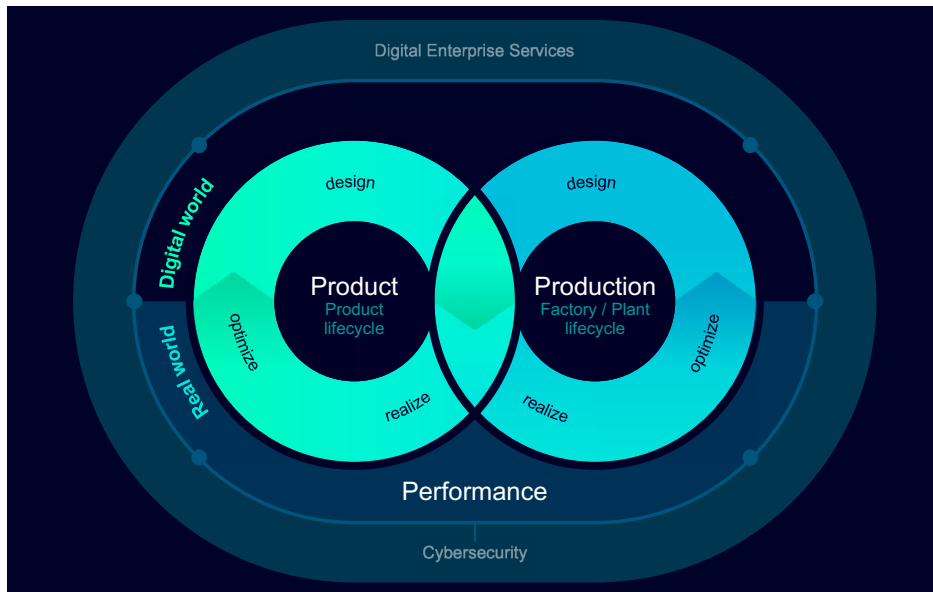 Digital Enterprise Services
Digital world
design
design
Product
Product
lifecycle
Production
Factory / Plant
lifecycle
Real world
optimize
optimize
realize
realize
Performance
Cybersecurity